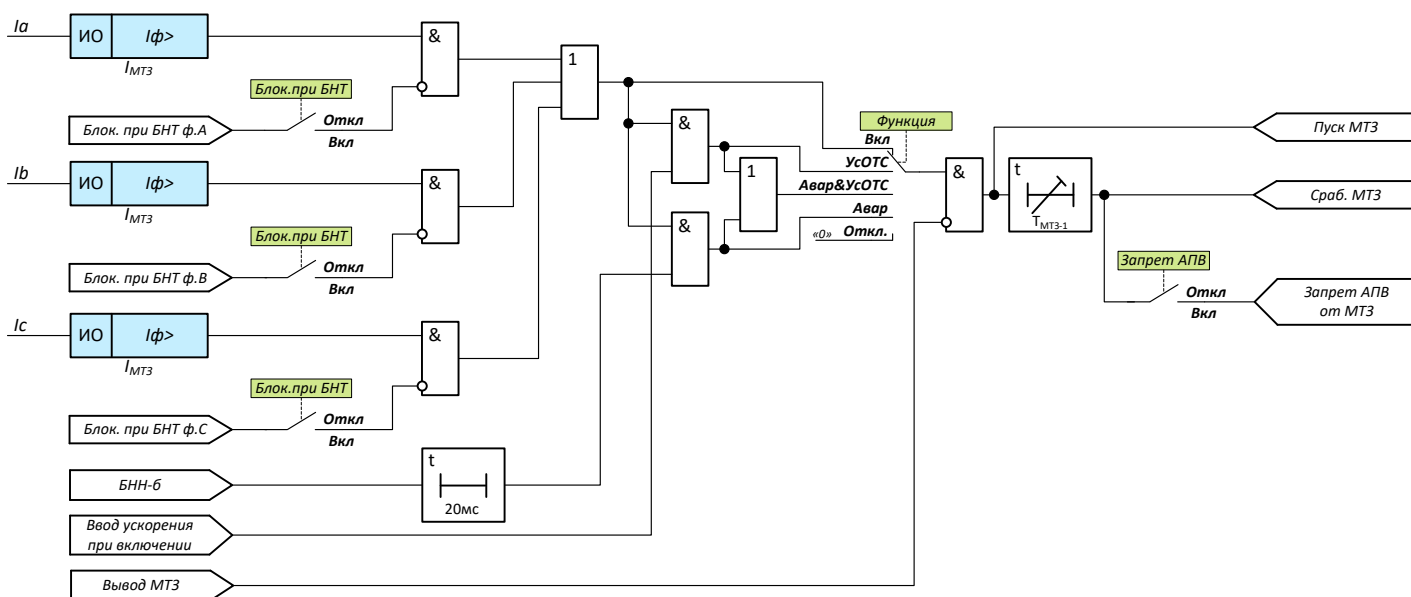 Ia
ИО Iф>
IМТЗ
&
1
Блок.при БНТ
Блок. при БНТ ф.А
Откл
Вкл
&
Функция
Пуск МТЗ
Вкл
Ib
ИО Iф>
IМТЗ
&
УсОТС
1
&
t
TМТЗ-1
Сраб. МТЗ
Авар&УсОТС
Авар
«0» Откл.
&
Блок.при БНТ
Блок. при БНТ ф.В
Откл
Вкл
Запрет АПВ
Откл
Вкл
Запрет АПВ
от МТЗ
Ic
ИО Iф>
IМТЗ
&
Блок.при БНТ
Блок. при БНТ ф.С
Откл
Вкл
БНН-б
t
20мс
Ввод ускорения
при включении
Вывод МТЗ